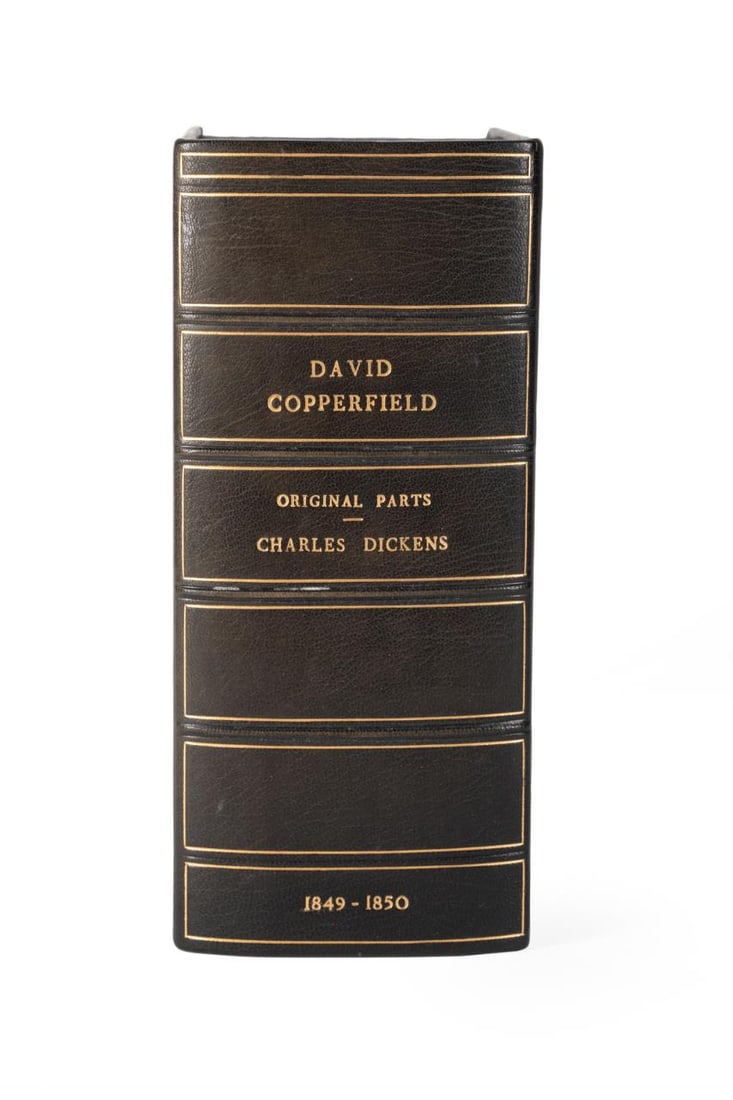 DAVID
COPPERFIELD
ORIGINAL PARTS
CHARLES DICKENS
1849 - 1850